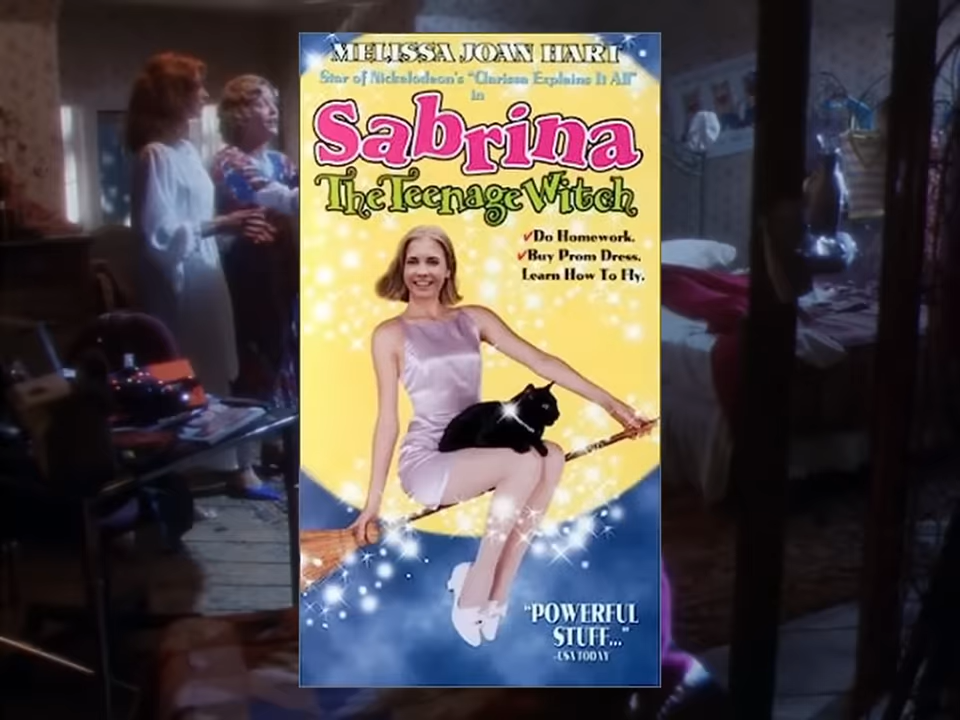 MELISSA JOAN HART
Star of Nickelodeon's "Clarissa Explains It All"
in
Sabrina
The Teenage Witch
✓Do Homework.
✓Buy Prom Dress.
Learn How To Fly.
"POWERFUL
STUFF..."
-USA TODAY